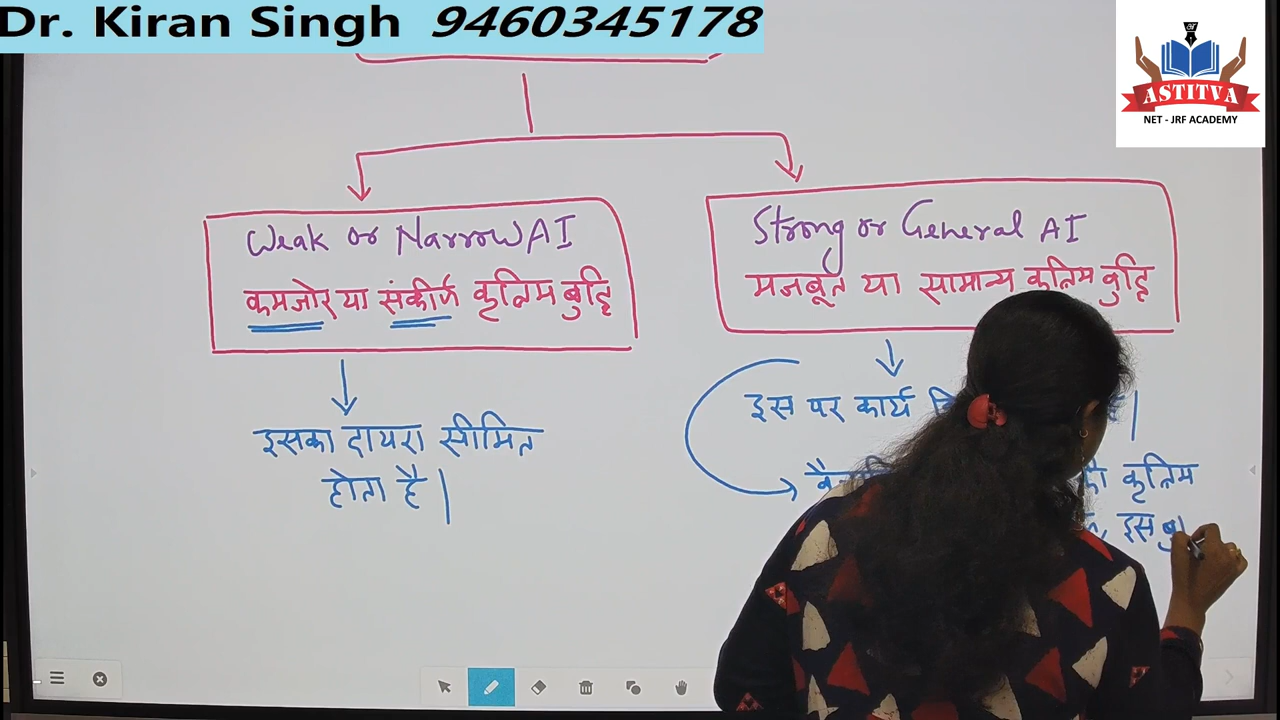 Dr. Kiran Singh 9460345178
ASTITVA
NET - JRF ACADEMY
Weak or Narrow AI
कमजोर या संकीर्ण कृत्रिम बुद्धि
Strong or General AI
मजबूत या सामान्य कृत्रिम बुद्धि
इसका दायरा सीमित
होता है |
इस पर कार्य
कृत्रिम
इस